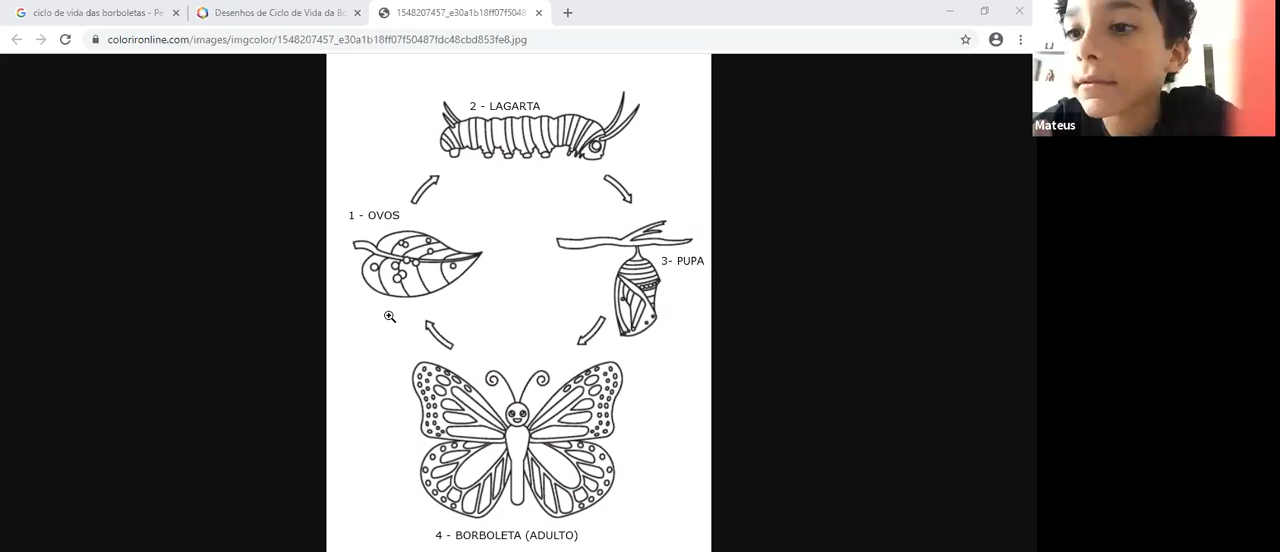 ciclo de vida das borboletas - Pe
Desenhos de Ciclo de Vida da Bo
1548207457_e30a1b18ff07f5048
colorironline.com/images/imgcolor/1548207457_e30a1b18ff07f50487fdc48cbd853fe8.jpg
Mateus
2 - LAGARTA
1 - OVOS
3- PUPA
4 - BORBOLETA (ADULTO)